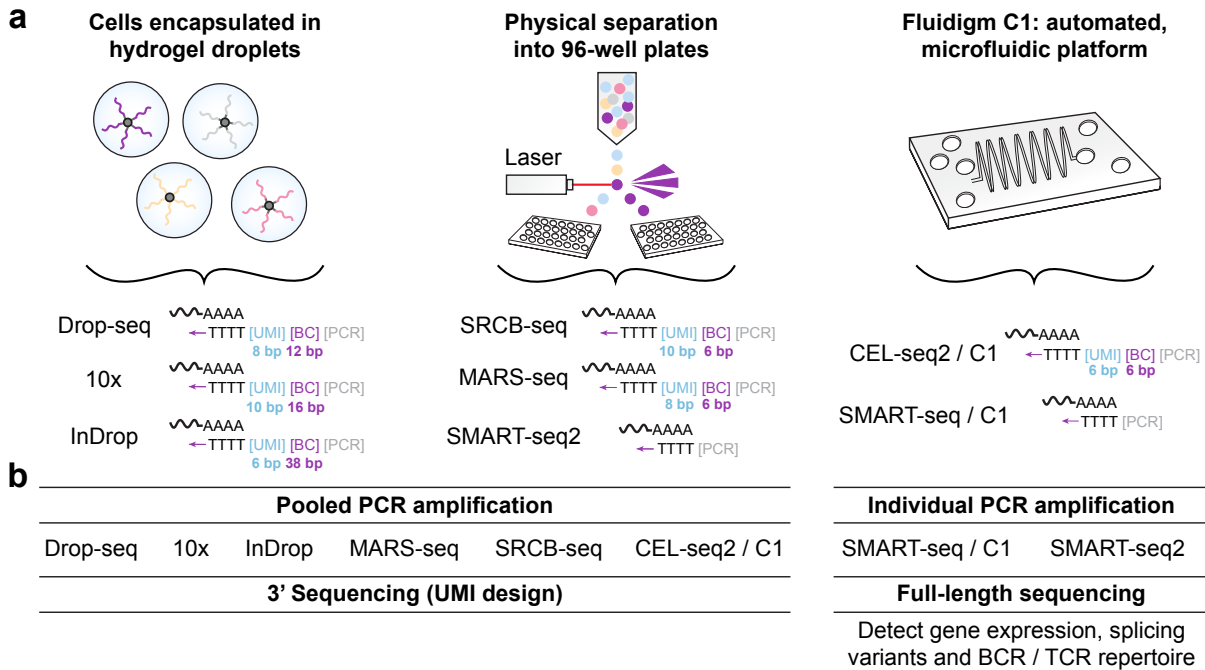 a
Cells encapsulated in
hydrogel droplets
Drop-seq
AAAA
TTTT [UMI] [BC] [PCR]
8 bp 12 bp
10x
AAAA
TTTT [UMI] [BC] [PCR]
10 bp 16 bp
InDrop
AAAA
TTTT [UMI] [BC] [PCR]
6 bp 38 bp
Physical separation
into 96-well plates
Laser
SRCB-seq
AAAA
TTTT [UMI] [BC] [PCR]
10 bp 6 bp
MARS-seq
AAAA
TTTT [UMI] [BC] [PCR]
8 bp 6 bp
SMART-seq2
AAAA
TTTT [PCR]
Fluidigm C1: automated,
microfluidic platform
CEL-seq2 / C1
AAAA
TTTT [UMI] [BC] [PCR]
6 bp 6 bp
SMART-seq / C1
AAAA
TTTT [PCR]
b
Pooled PCR amplification
Drop-seq 10x InDrop MARS-seq SRCB-seq CEL-seq2 / C1
3’ Sequencing (UMI design)
Individual PCR amplification
SMART-seq / C1 SMART-seq2
Full-length sequencing
Detect gene expression, splicing
variants and BCR / TCR repertoire